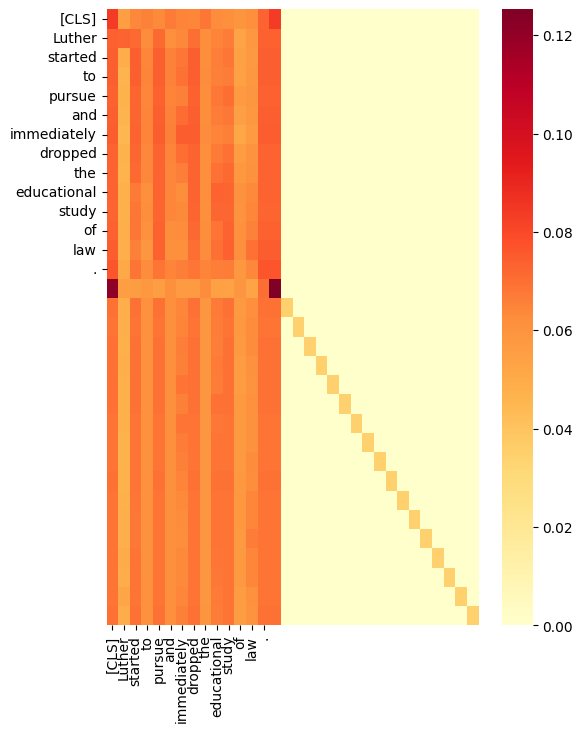 [CLS]
Luther
started
to
pursue
and
immediately
dropped
the
educational
study
of
law
.
[CLS]
Luther
started
to
pursue
and
immediately
dropped
the
educational
study
of
law
.
0.12
0.10
0.08
0.06
0.04
0.02
0.00